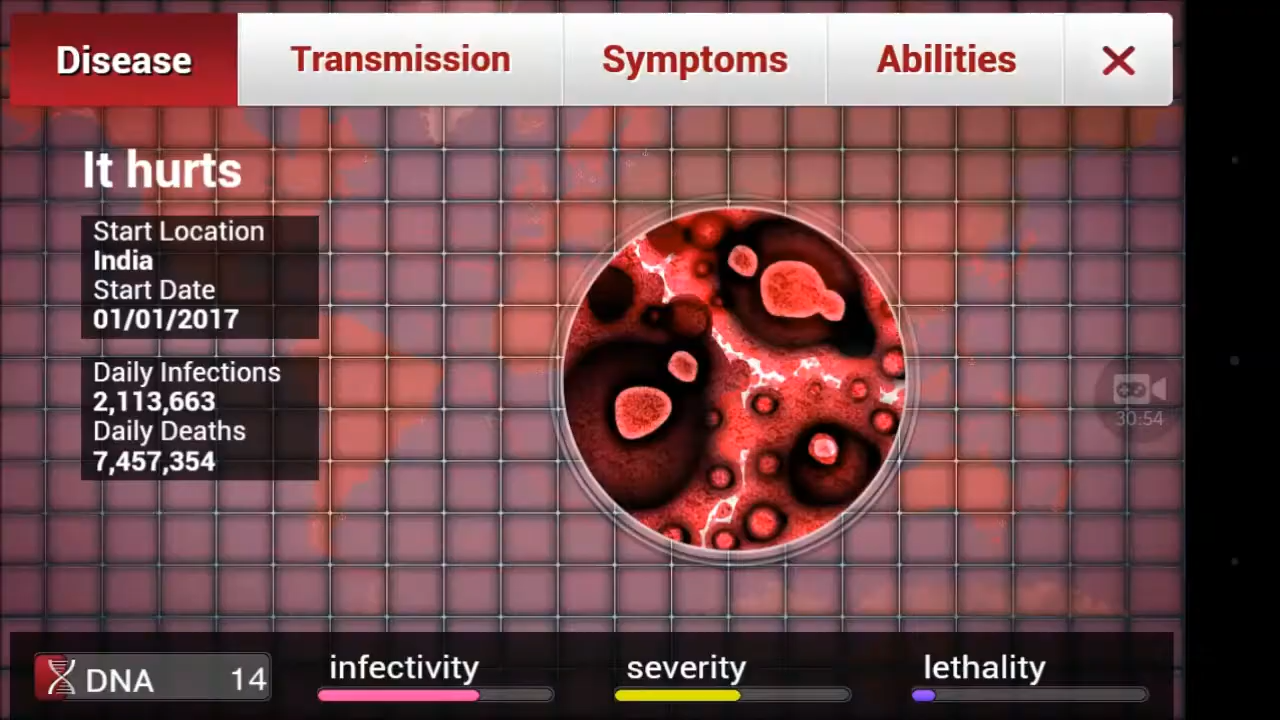 Disease
Transmission
Symptoms
Abilities
It hurts
Start Location
India
Start Date
01/01/2017
Daily Infections
2,113,663
Daily Deaths
7,457,354
30:54
DNA 14
infectivity
severity
lethality